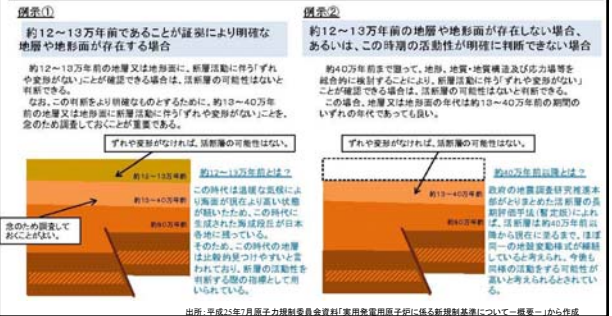 例示①
約12～13万年前であることが証拠により明確な
地層や地形面が存在する場合
約12～13万年前の地層又は地形面に、断層活動に伴う「ずれ
や変形がない」ことが確認できる場合は、活断層の可能性はないと
判断できる。
なお、この判断をより明確なものとするために、約13～40万年
前の地層又は地形面に断層活動に伴う「ずれや変形がない」ことを、
念のため調査しておくことが重要である。
ずれや変形がなければ、活断層の可能性はない。
約12～13万年前
約13～40万年前
約40万年前
念のため調査して
おくことがよい。
約12～13万年前とは？
この時代は温暖な気候によ
り海面が現在より高い状態
が続いたため、この時代に
生成された海成段丘が日本
各地に残っている。
そのため、この時代の地層
は比較的見つけやすいと言
われており、断層の活動性を
判断する際の指標として用
いられている。
例示②
約12～13万年前の地層や地形面が存在しない場合、
あるいは、この時期の活動性が明確に判断できない場合
約40万年前まで遡って、地形、地質・地質構造及び応力場等を
総合的に検討することにより、断層活動に伴う「ずれや変形がない」
ことが確認できる場合は、活断層の可能性はないと判断できる。
この場合、地層又は地形面の年代は約13～40万年前の期間の
いずれの年代であっても良い。
ずれや変形がなければ、活断層の可能性はない。
約13～40万年前
約40万年前
約40万年前以降とは？
政府の地震調査研究推進本
部がとりまとめた活断層の長
期評価手法（暫定版）によれ
ば、活断層は約40万年前以
降から現在に至るまで、ほぼ
同一の地殻変動様式が継続
していると考えられ、今後も
同様の活動をする可能性が
高いと考えられるとされてい
る。
出所：平成25年7月原子力規制委員会資料「実用発電用原子炉に係る新規制基準について－概要－」から作成